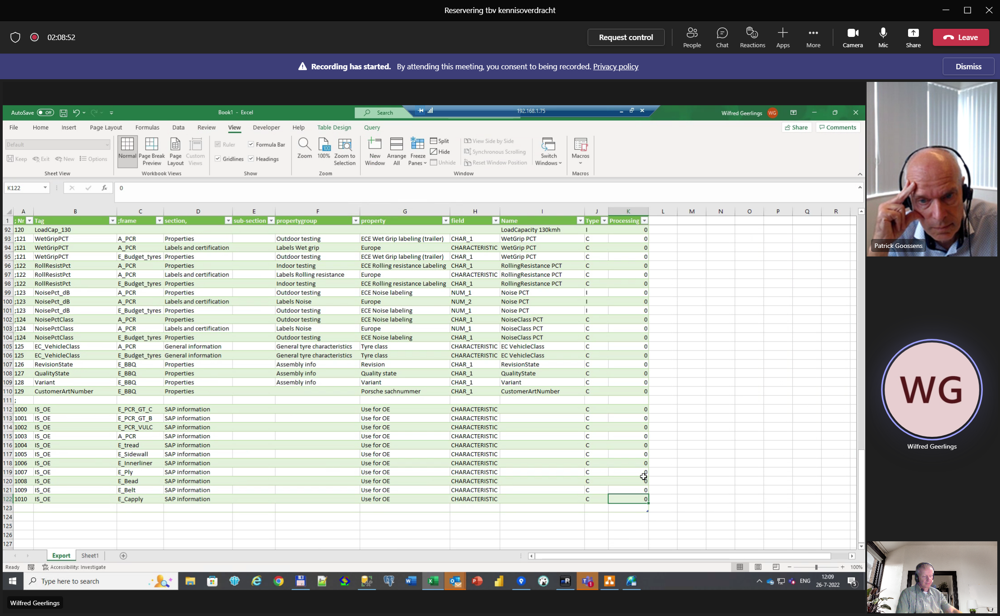 Reservering tbv kennisoverdracht
02:08:52
Request control
People
Chat
Reactions
Apps
More
Camera
Mic
Share
Leave
Recording has started. By attending this meeting, you consent to being recorded. Privacy policy
Dismiss
AutoSave Off
Book1 - Excel
Search
192.168.1.75
Wilfred Geerlings WG
File Home Insert Page Layout Formulas Data Review View Developer Help Table Design Query
Share Comments
Default
Keep Exit New Options
Sheet View
Normal
Page Break Preview
Page Layout
Custom Views
Workbook Views
Ruler Formula Bar
Gridlines Headings
Show
Zoom
100
100%
Zoom to Selection
Zoom
New Window
Arrange All
Freeze Panes
Split
Hide
Unhide
View Side by Side
Synchronous Scrolling
Reset Window Position
Window
Switch Windows
Macros
Macros
K122 fx 0
A B C D E F G H I J K L M N O P Q R
1 ; Nr Tag ;frame section, sub-section propertygroup property field Name Type Processing
92 120 LoadCap_130 LoadCapacity 130kmh I 0
93 ;121 WetGripPCT A_PCR Properties Outdoor testing ECE Wet Grip labeling (trailer) CHAR_1 WetGrip PCT C 0
94 ;121 WetGripPCT A_PCR Labels and certification Labels Wet grip Europe CHARACTERISTIC WetGrip PCT C 0
95 ;121 WetGripPCT E_Budget_tyres Properties Outdoor testing ECE Wet Grip labeling (trailer) CHAR_1 WetGrip PCT C 0
96 ;122 RollResistPct A_PCR Properties Indoor testing ECE Rolling resistance Labeling CHAR_1 RollingResistance PCT C 0
97 ;122 RollResistPct A_PCR Labels and certification Labels Rolling resistance Europe CHARACTERISTIC RollingResistance PCT C 0
98 ;122 RollResistPct E_Budget_tyres Properties Indoor testing ECE Rolling resistance Labeling CHAR_1 RollingResistance PCT C 0
99 ;123 NoisePct_dB A_PCR Properties Outdoor testing ECE Noise labeling NUM_1 Noise PCT I 0
100 ;123 NoisePct_dB A_PCR Labels and certification Labels Noise Europe NUM_2 Noise PCT I 0
101 ;123 NoisePct_dB E_Budget_tyres Properties Outdoor testing ECE Noise labeling NUM_1 Noise PCT I 0
102 ;124 NoisePctClass A_PCR Properties Outdoor testing ECE Noise labeling CHAR_1 NoiseClass PCT C 0
103 ;124 NoisePctClass A_PCR Labels and certification Labels Noise Europe NUM_1 NoiseClass PCT C 0
104 ;124 NoisePctClass E_Budget_tyres Properties Outdoor testing ECE Noise labeling CHAR_1 NoiseClass PCT C 0
105 125 EC_VehicleClass A_PCR General information General tyre characteristics Tyre class CHARACTERISTIC EC VehicleClass C 0
106 125 EC_VehicleClass E_Budget_tyres General information General tyre characteristics Tyre class CHARACTERISTIC EC VehicleClass C 0
107 126 RevisionState E_BBQ Properties Assembly info Revision CHAR_1 RevisionState C 0
108 127 QualityState E_BBQ Properties Assembly info Quality state CHAR_1 QualityState C 0
109 128 Variant E_BBQ Properties Assembly info Variant CHAR_1 Variant C 0
110 129 CustomerArtNumber E_BBQ Properties Porsche sachnummer CHAR_1 CustomerArtNumber C 0
111 ;
112 1000 IS_OE E_PCR_GT_C SAP information Use for OE CHARACTERISTIC C 0
113 1001 IS_OE E_PCR_GT_B SAP information Use for OE CHARACTERISTIC C 0
114 1002 IS_OE E_PCR_VULC SAP information Use for OE CHARACTERISTIC C 0
115 1003 IS_OE A_PCR SAP information Use for OE CHARACTERISTIC C 0
116 1004 IS_OE E_tread SAP information Use for OE CHARACTERISTIC C 0
117 1005 IS_OE E_Sidewall SAP information Use for OE CHARACTERISTIC C 0
118 1006 IS_OE E_Innerliner SAP information Use for OE CHARACTERISTIC C 0
119 1007 IS_OE E_Ply SAP information Use for OE CHARACTERISTIC C 0
120 1008 IS_OE E_Bead SAP information Use for OE CHARACTERISTIC C 0
121 1009 IS_OE E_Belt SAP information Use for OE CHARACTERISTIC C 0
122 1010 IS_OE E_Capply SAP information Use for OE CHARACTERISTIC C 0
123
124
125
126
127
Export Sheet1
Ready Accessibility: Investigate
100%
Type here to search
ENG
12:09
26-7-2022
5
Patrick Goossens
WG
Wilfred Geerlings
Wilfred Geerlings